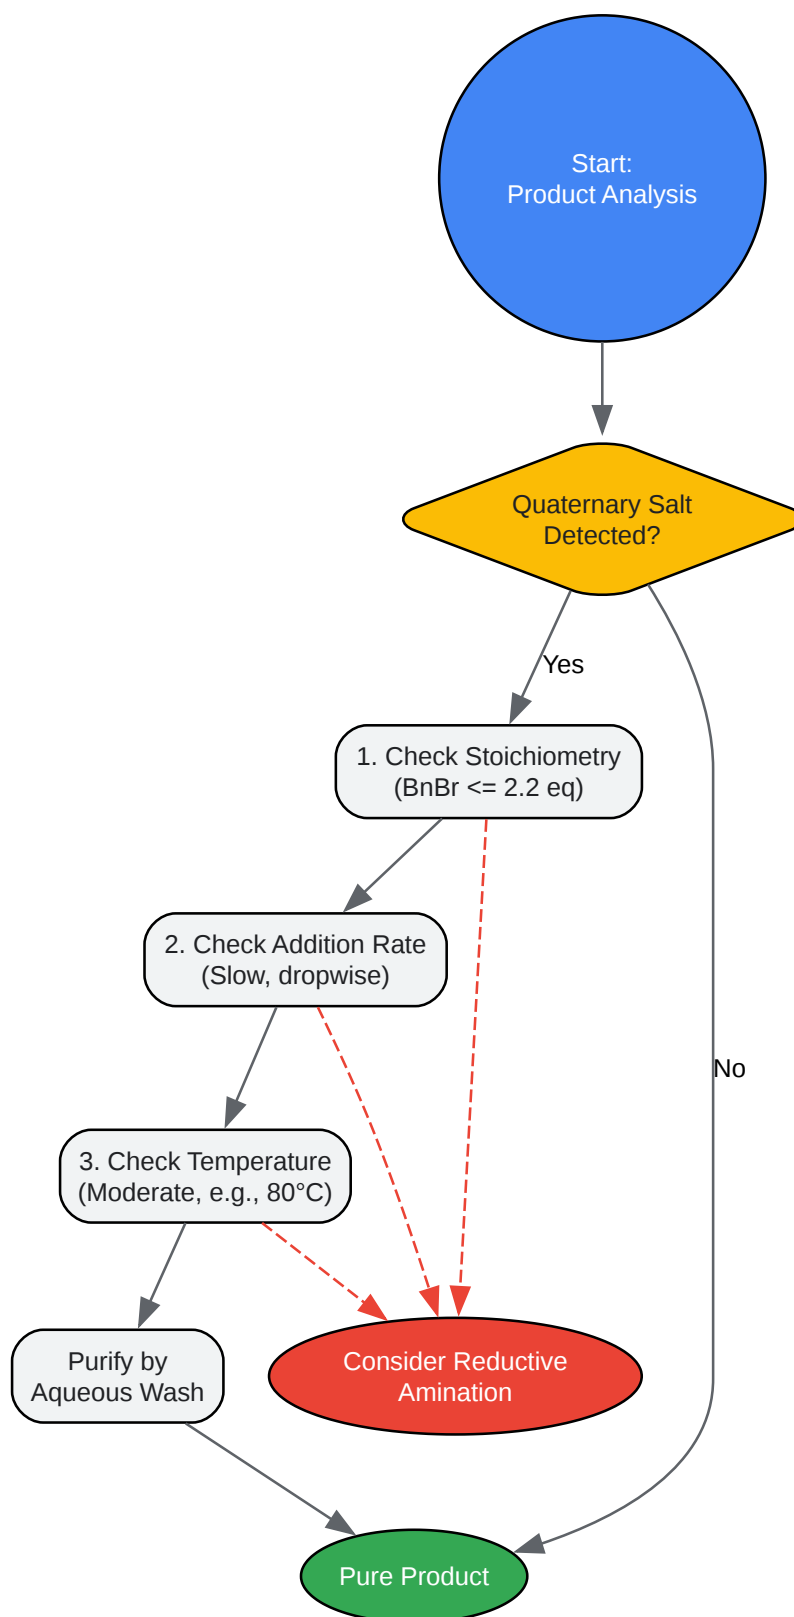 Start:
Product Analysis
Quaternary Salt
Detected?
Yes
1. Check Stoichiometry
(BnBr <= 2.2 eq)
2. Check Addition Rate
(Slow, dropwise)
No
3. Check Temperature
(Moderate, e.g., 80°C)
Purify by
Aqueous Wash
Consider Reductive
Amination
Pure Product